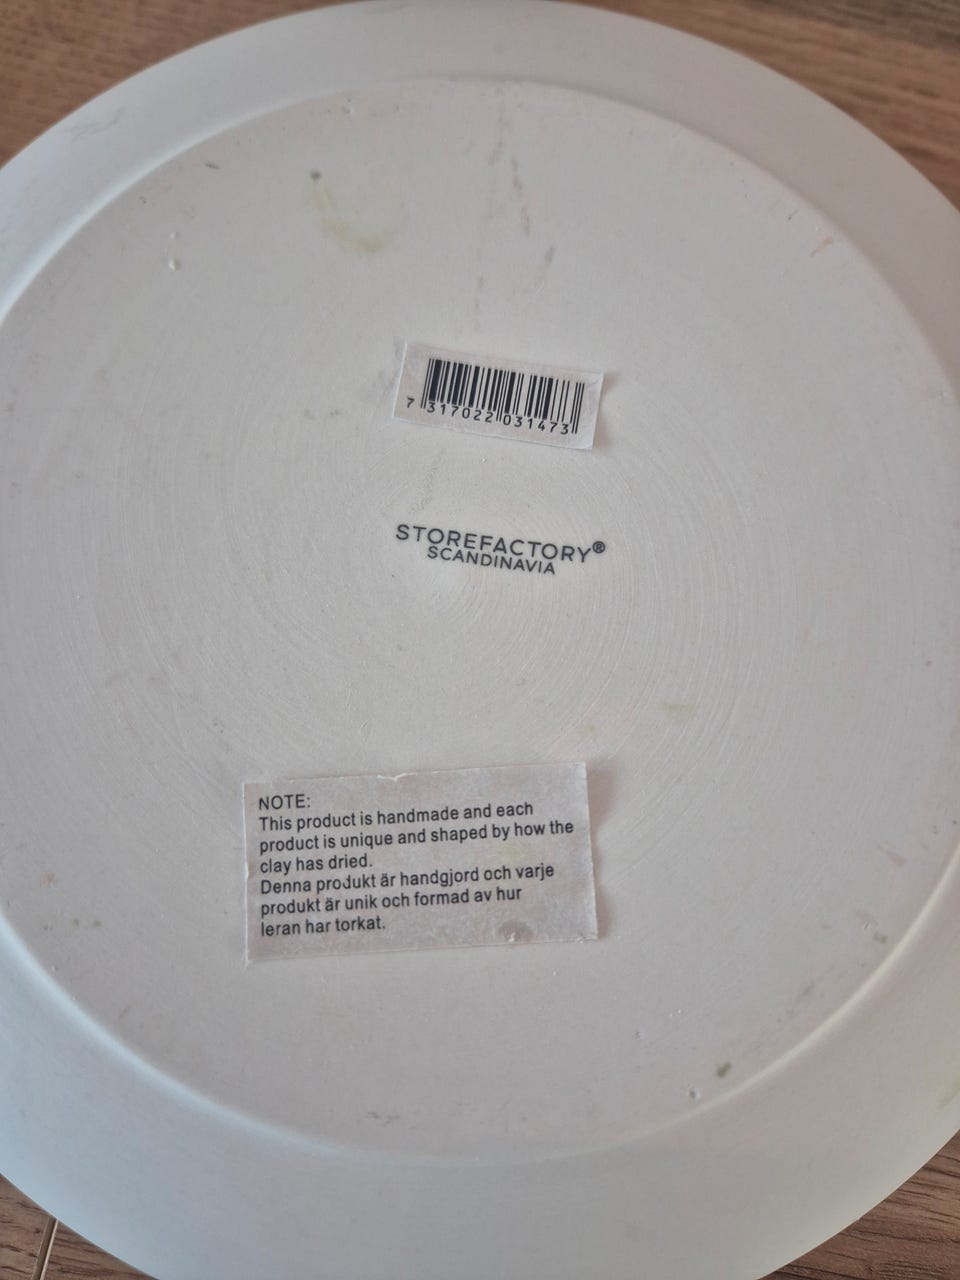 7 317022 031473
STOREFACTORY®
SCANDINAVIA
NOTE:
This product is handmade and each
product is unique and shaped by how the
clay has dried.
Denna produkt är handgjord och varje
produkt är unik och formad av hur
leran har torkat.